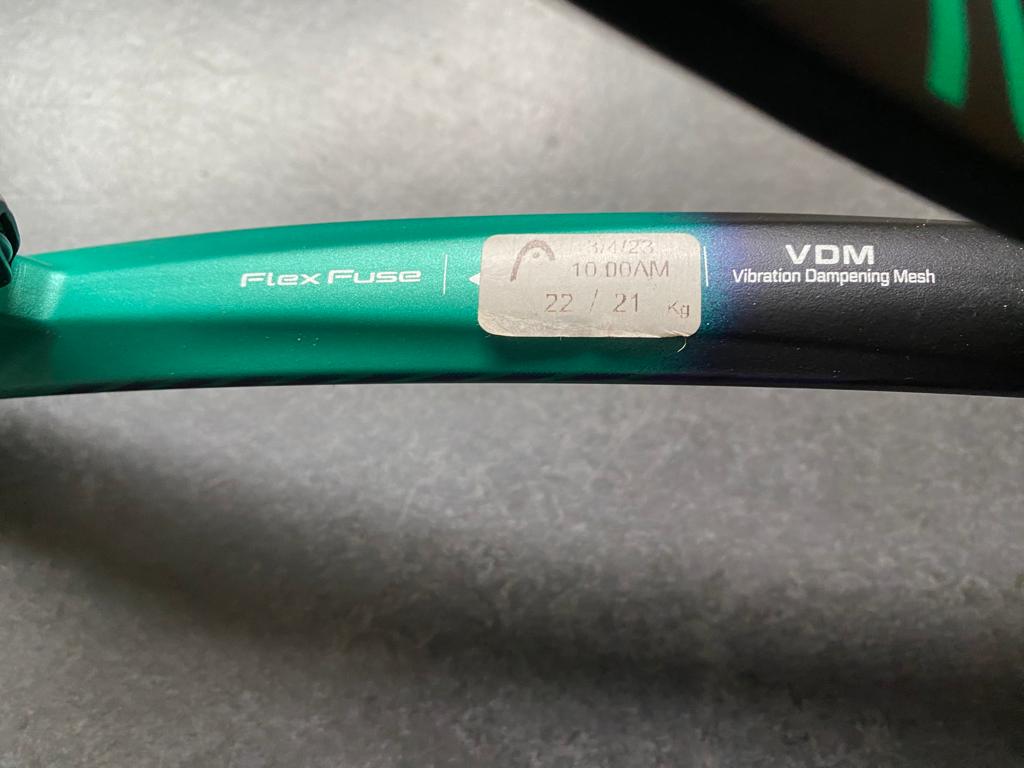 Flex Fuse
3/4/23
10:00AM
22 / 21 Kg
VDM
Vibration Dampening Mesh